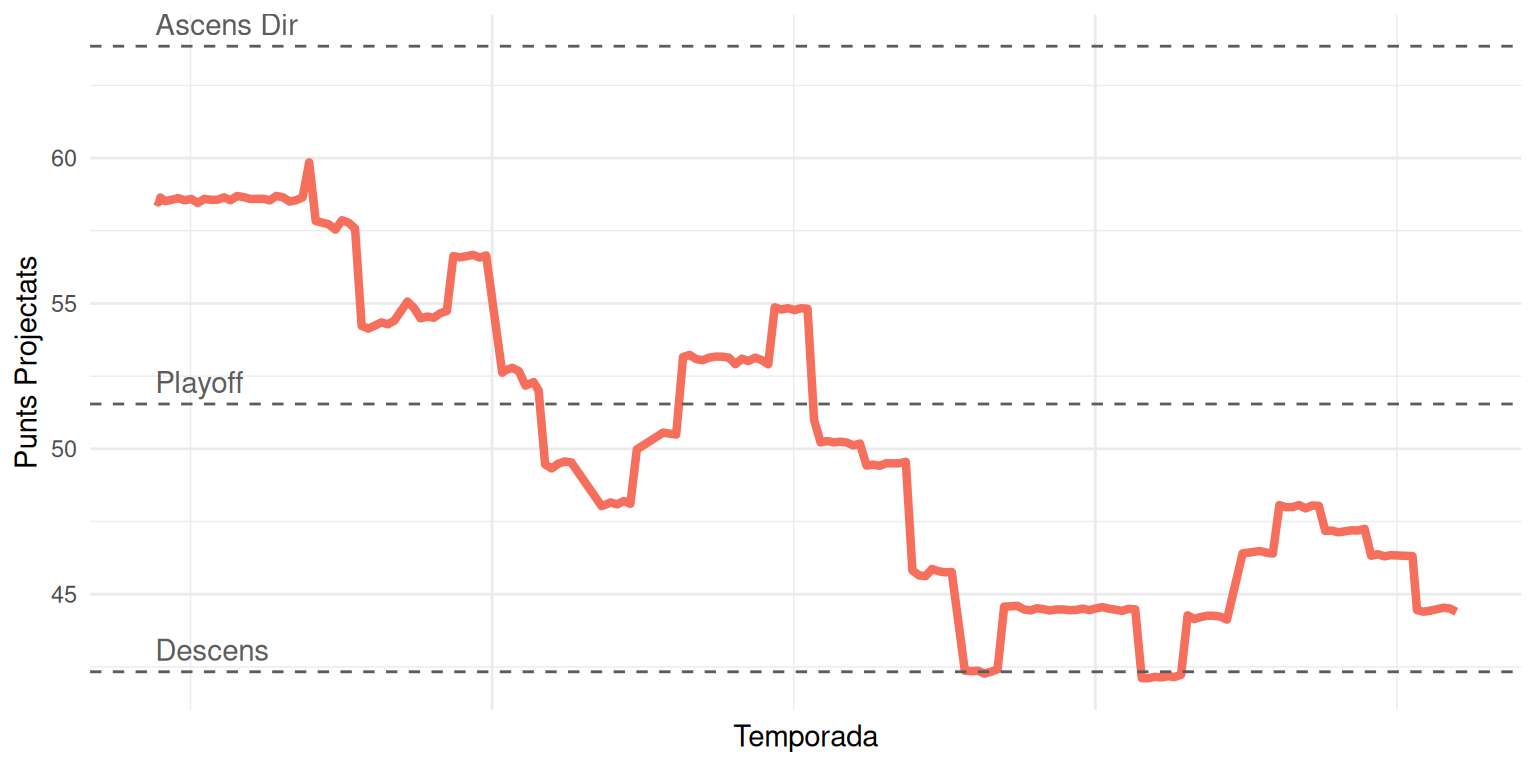 Ascens Dir
60
55
Playoff
50
45
Descens
Punts Projectats
Temporada